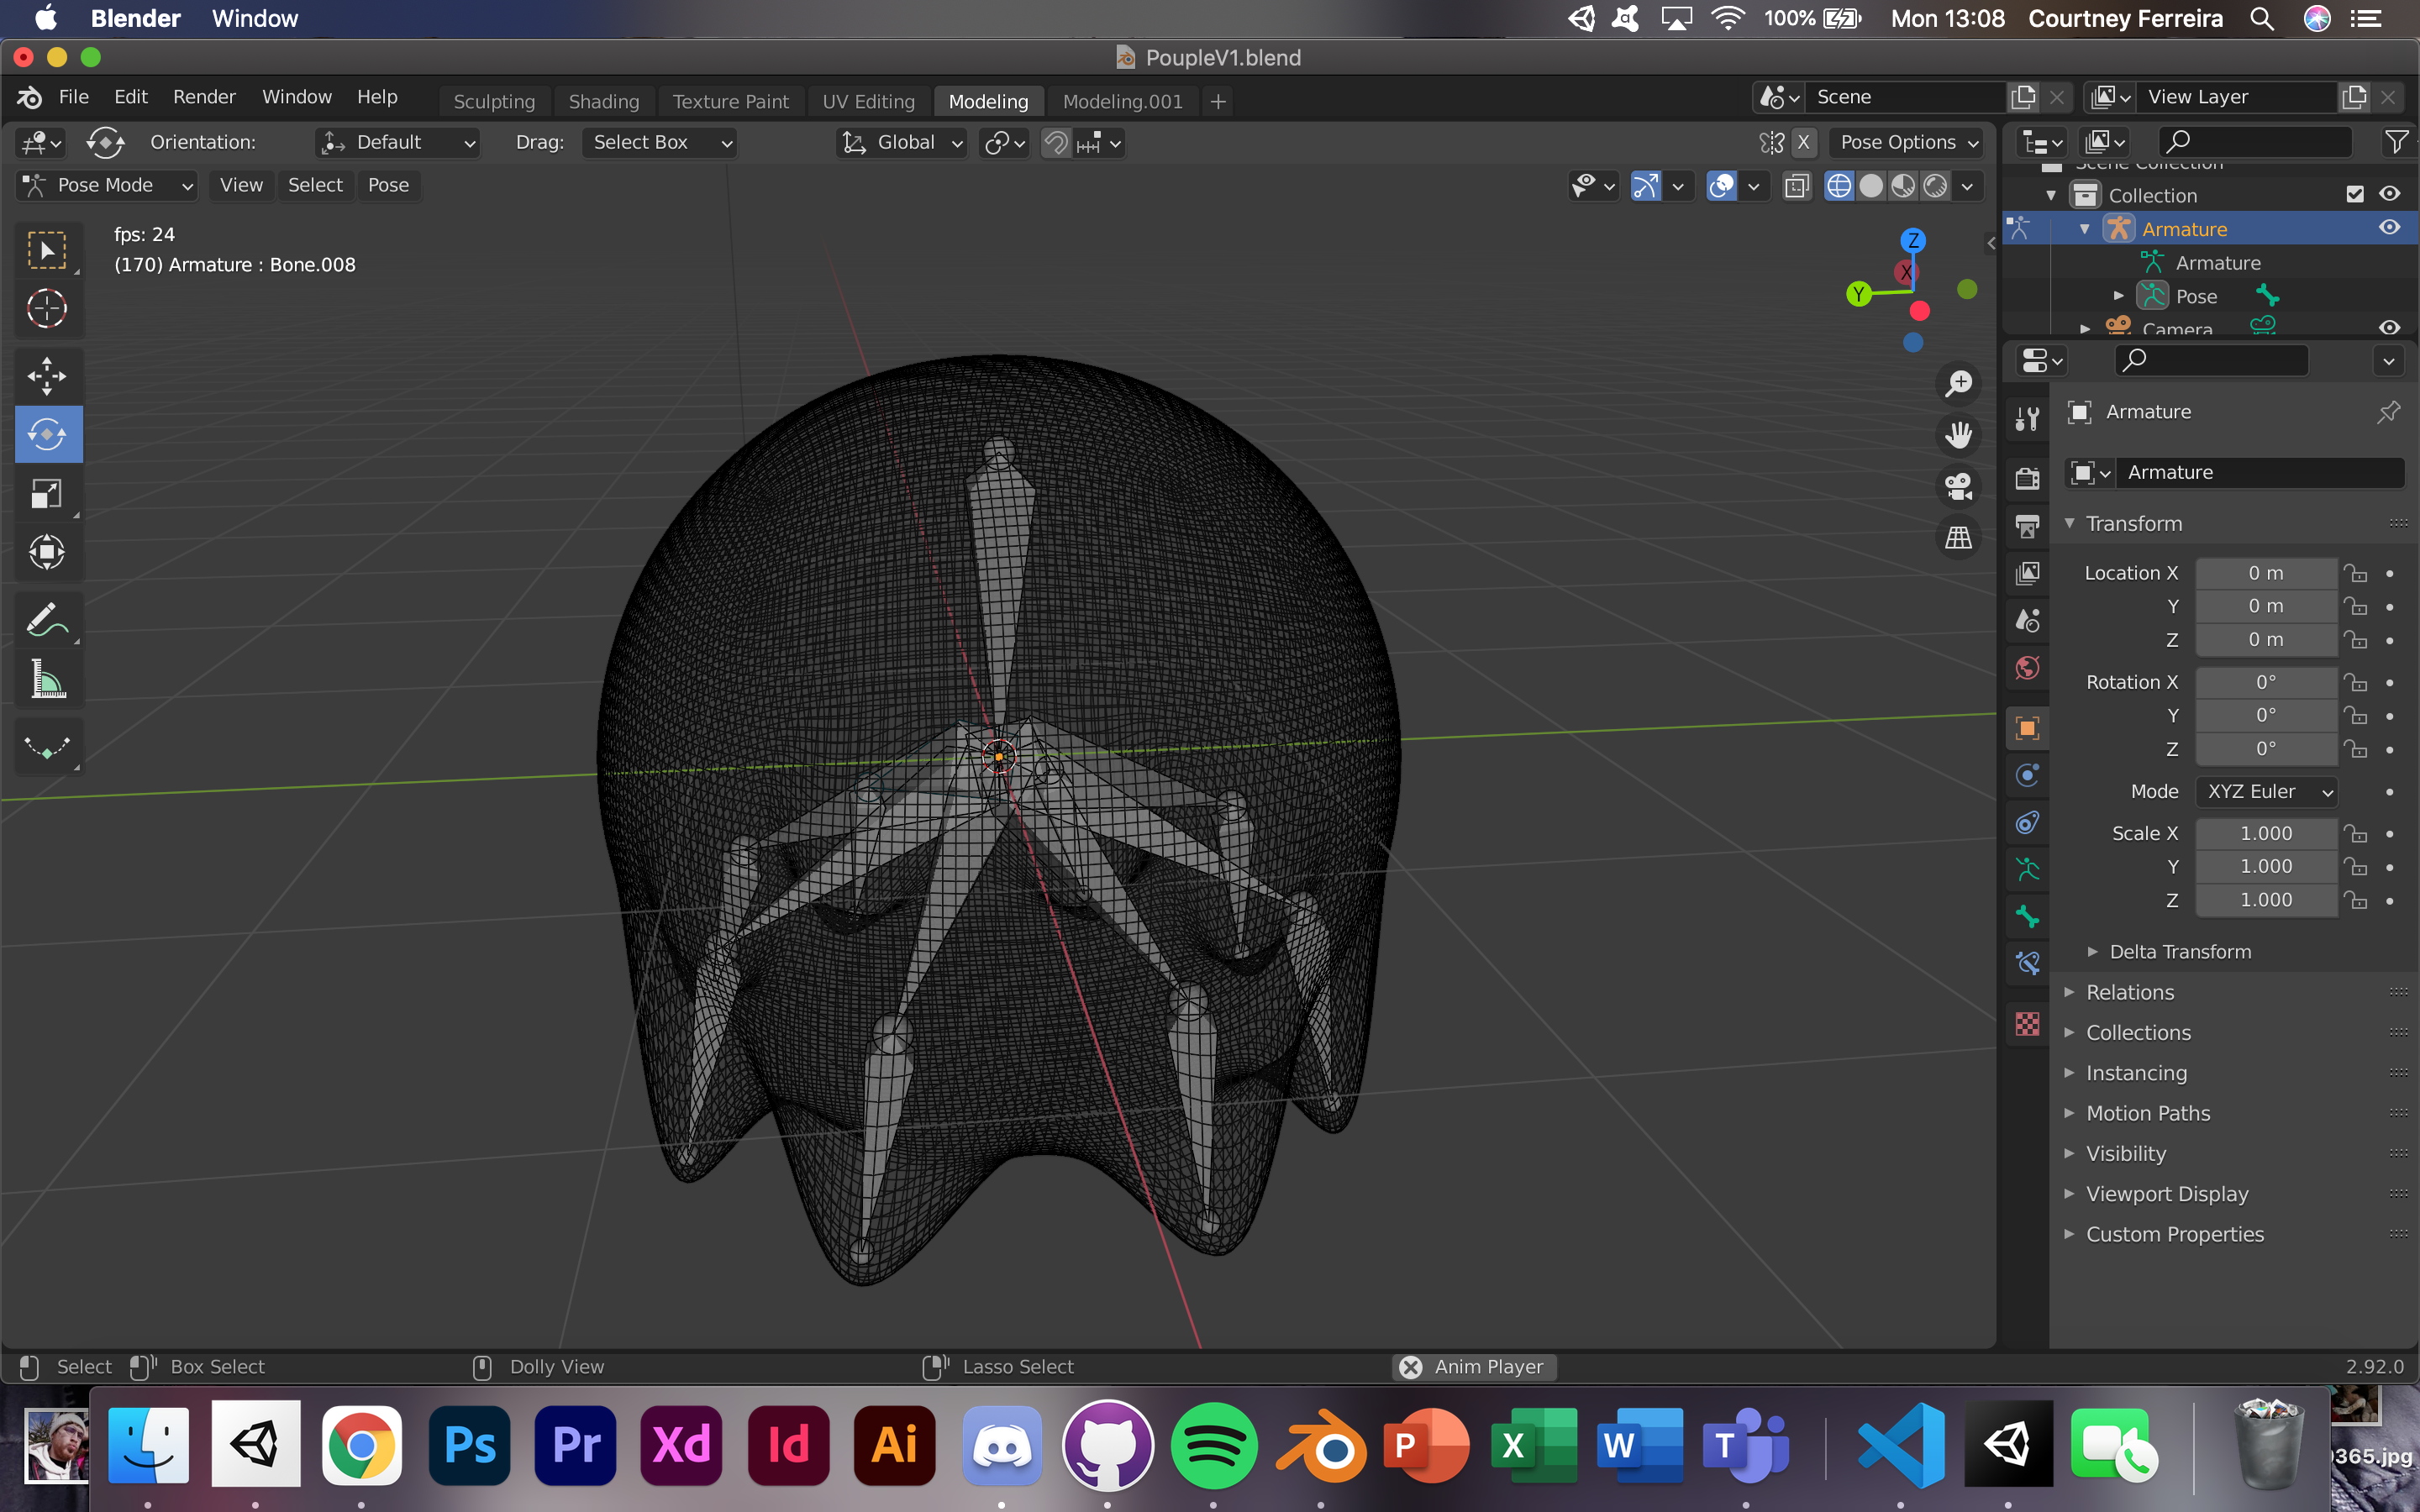 Blender Window 100% Mon 13:08 Courtney Ferreira
PoupleV1.blend
File Edit Render Window Help Sculpting Shading Texture Paint UV Editing Modeling Modeling.001 + Scene View Layer
Orientation: Default Drag: Select Box Global X Pose Options
Scene Collection
Pose Mode View Select Pose
Collection
fps: 24
(170) Armature : Bone.008
Armature
Armature
Pose
Camera
Z
X
Y
Armature
Armature
Transform
Location X 0 m
Y 0 m
Z 0 m
Rotation X 0°
Y 0°
Z 0°
Mode XYZ Euler
Scale X 1.000
Y 1.000
Z 1.000
Delta Transform
Relations
Collections
Instancing
Motion Paths
Visibility
Viewport Display
Custom Properties
Select Box Select Dolly View Lasso Select Anim Player 2.92.0
Ps Pr Xd Id Ai P X W T
365.jpg